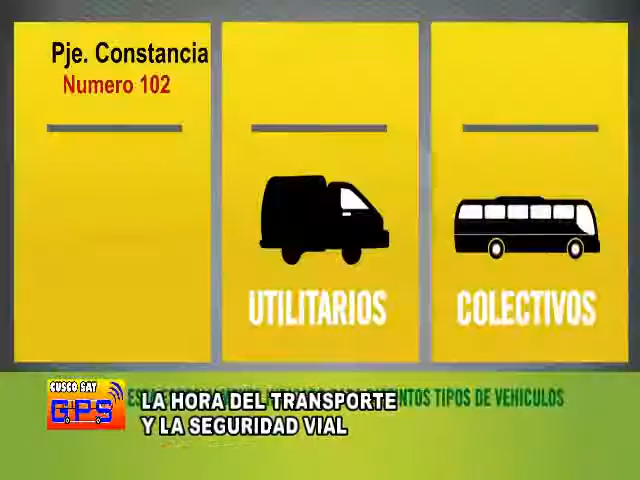 Pje. Constancia
Numero 102
UTILITARIOS
COLECTIVOS
CUSCO SAT
GPS
TIPOS DE VEHICULOS
LA HORA DEL TRANSPORTE
Y LA SEGURIDAD VIAL